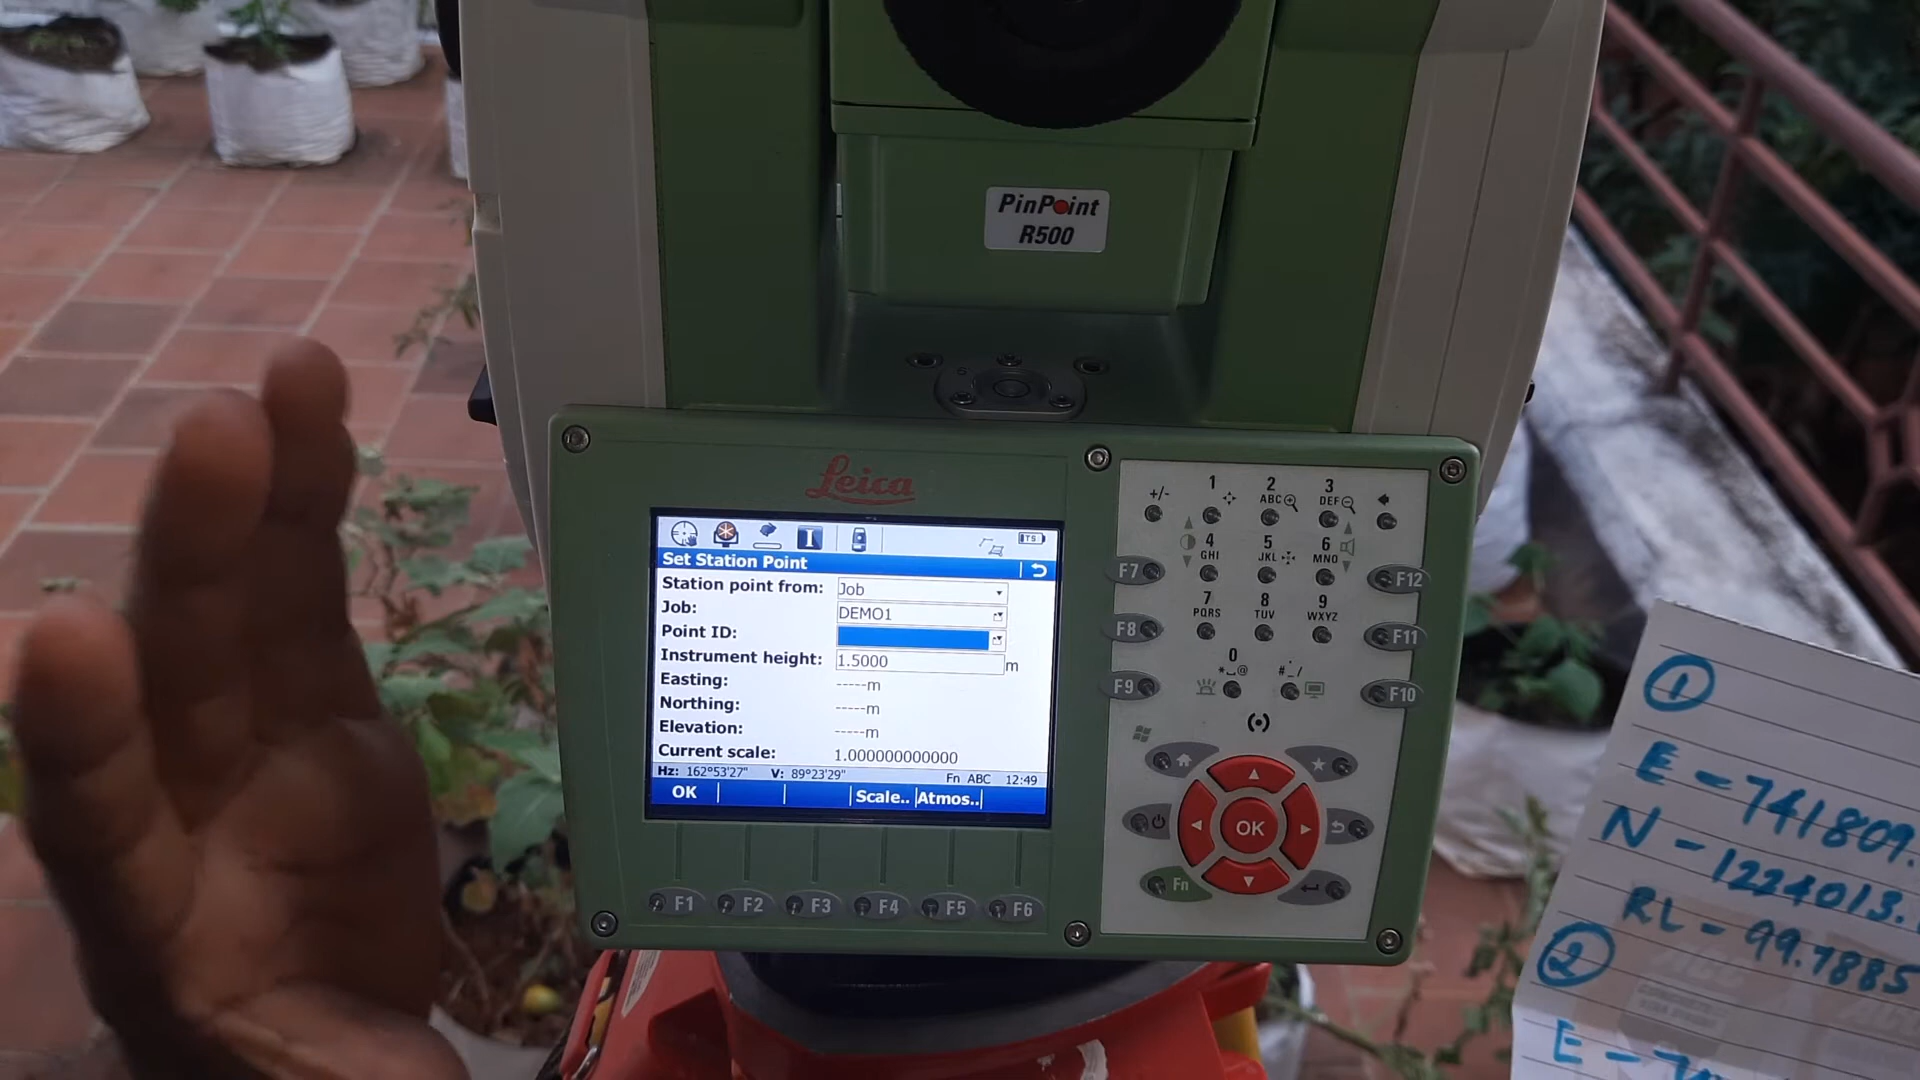 PinPoint
R500
Leica
TS
Set Station Point
Station point from: Job
Job: DEMO1
Point ID:
Instrument height: 1.5000 m
Easting: -----m
Northing: -----m
Elevation: -----m
Current scale: 1.000000000000
Hz: 162°53'27" V: 89°23'29" Fn ABC 12:49
OK Scale.. Atmos..
F1 F2 F3 F4 F5 F6
+/- 1 2 ABC 3 DEF
4 GHI 5 JKL 6 MNO
F7 F12
7 PQRS 8 TUV 9 WXYZ
F8 F11
0 *_@ #._/
F9 F10
OK
Fn
1
E - 741809.
N - 1224013.
RL - 99.7885
2
E - 74